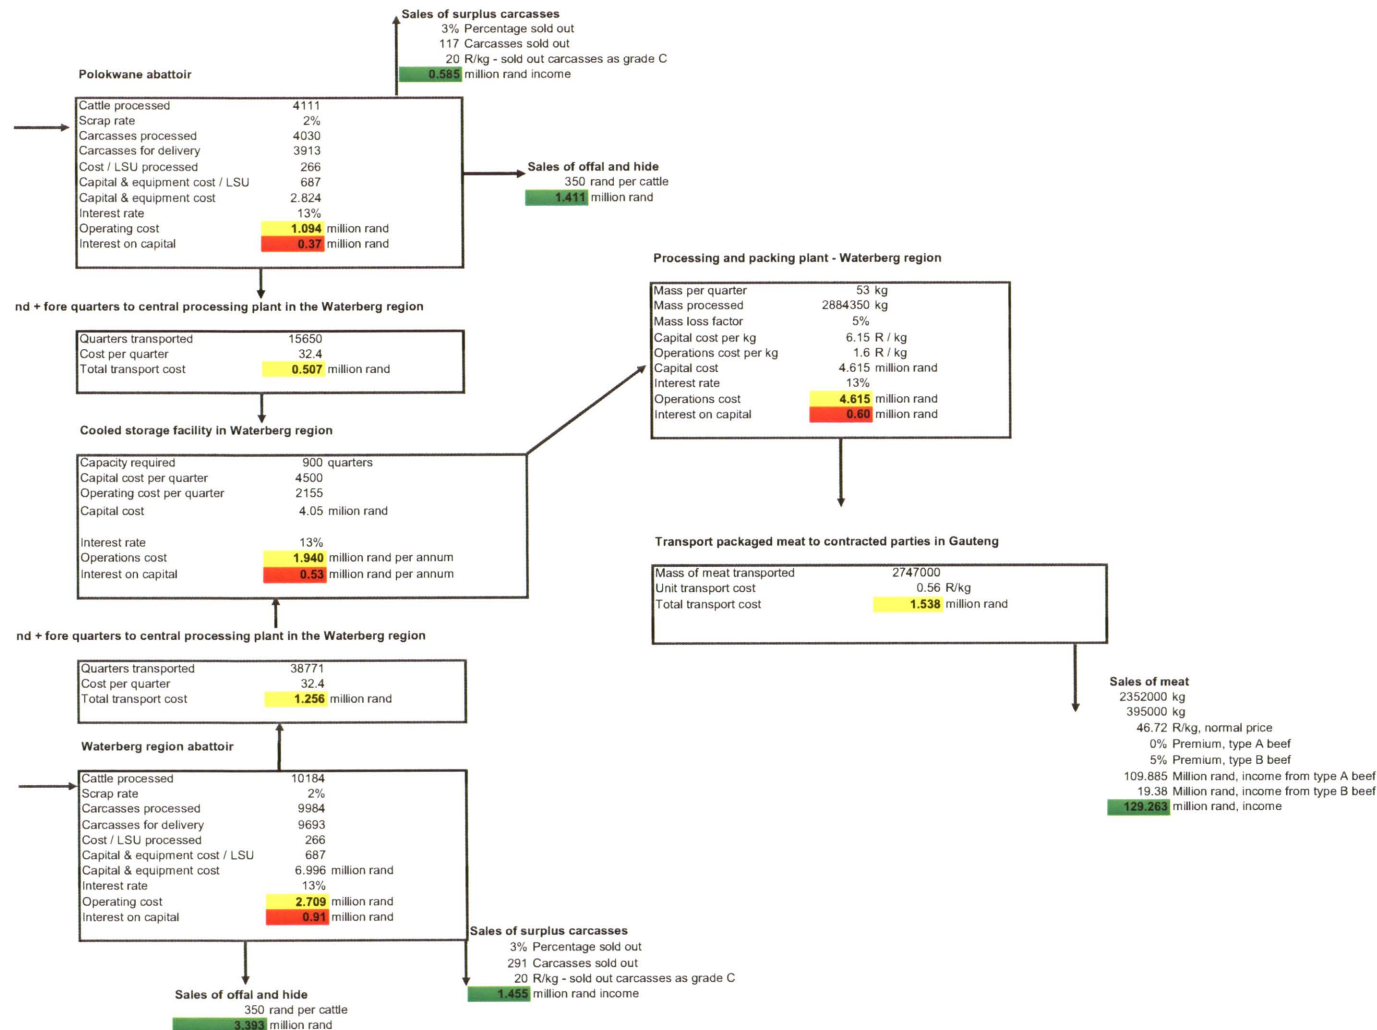 Sales of surplus carcasses
3% Percentage sold out
117 Carcasses sold out
20 R/kg - sold out carcasses as grade C
0.585 million rand income
Polokwane abattoir
Cattle processed 4111
Scrap rate 2%
Carcasses processed 4030
Carcasses for delivery 3913
Cost / LSU processed 266
Capital & equipment cost / LSU 687
Capital & equipment cost 2.824
Interest rate 13%
Operating cost 1.094 million rand
Interest on capital 0.37 million rand
Sales of offal and hide
350 rand per cattle
1.411 million rand
nd + fore quarters to central processing plant in the Waterberg region
Quarters transported 15650
Cost per quarter 32.4
Total transport cost 0.507 million rand
Cooled storage facility in Waterberg region
Capacity required 900 quarters
Capital cost per quarter 4500
Operating cost per quarter 2155
Capital cost 4.05 milion rand
Interest rate 13%
Operations cost 1.940 million rand per annum
Interest on capital 0.53 million rand per annum
nd + fore quarters to central processing plant in the Waterberg region
Quarters transported 38771
Cost per quarter 32.4
Total transport cost 1.256 million rand
Waterberg region abattoir
Cattle processed 10184
Scrap rate 2%
Carcasses processed 9984
Carcasses for delivery 9693
Cost / LSU processed 266
Capital & equipment cost / LSU 687
Capital & equipment cost 6.996 million rand
Interest rate 13%
Operating cost 2.709 million rand
Interest on capital 0.91 million rand
Sales of offal and hide
350 rand per cattle
3.393 million rand
Sales of surplus carcasses
3% Percentage sold out
291 Carcasses sold out
20 R/kg - sold out carcasses as grade C
1.455 million rand income
Processing and packing plant - Waterberg region
Mass per quarter 53 kg
Mass processed 2884350 kg
Mass loss factor 5%
Capital cost per kg 6.15 R / kg
Operations cost per kg 1.6 R / kg
Capital cost 4.615 million rand
Interest rate 13%
Operations cost 4.615 million rand
Interest on capital 0.60 million rand
Transport packaged meat to contracted parties in Gauteng
Mass of meat transported 2747000
Unit transport cost 0.56 R/kg
Total transport cost 1.538 million rand
Sales of meat
2352000 kg
395000 kg
46.72 R/kg, normal price
0% Premium, type A beef
5% Premium, type B beef
109.885 Million rand, income from type A beef
19.38 Million rand, income from type B beef
129.263 million rand, income